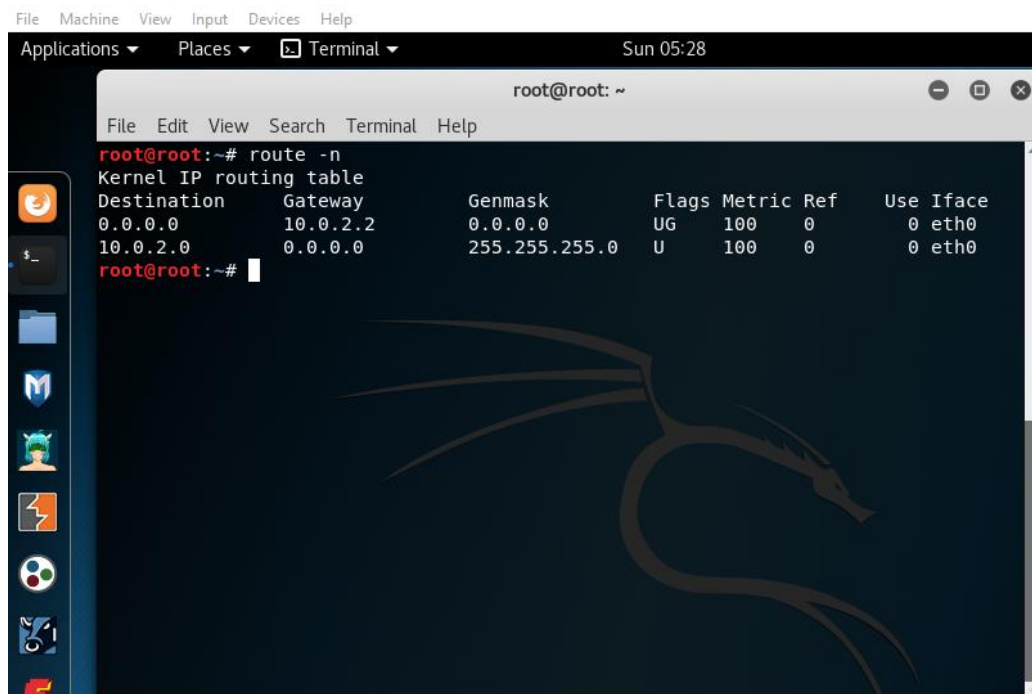 File Machine View Input Devices Help
Applications Places Terminal Sun 05:28
root@root: ~
File Edit View Search Terminal Help
root@root:~# route -n
Kernel IP routing table
Destination Gateway Genmask Flags Metric Ref Use Iface
0.0.0.0 10.0.2.2 0.0.0.0 UG 100 0 0 eth0
10.0.2.0 0.0.0.0 255.255.255.0 U 100 0 0 eth0
root@root:~#